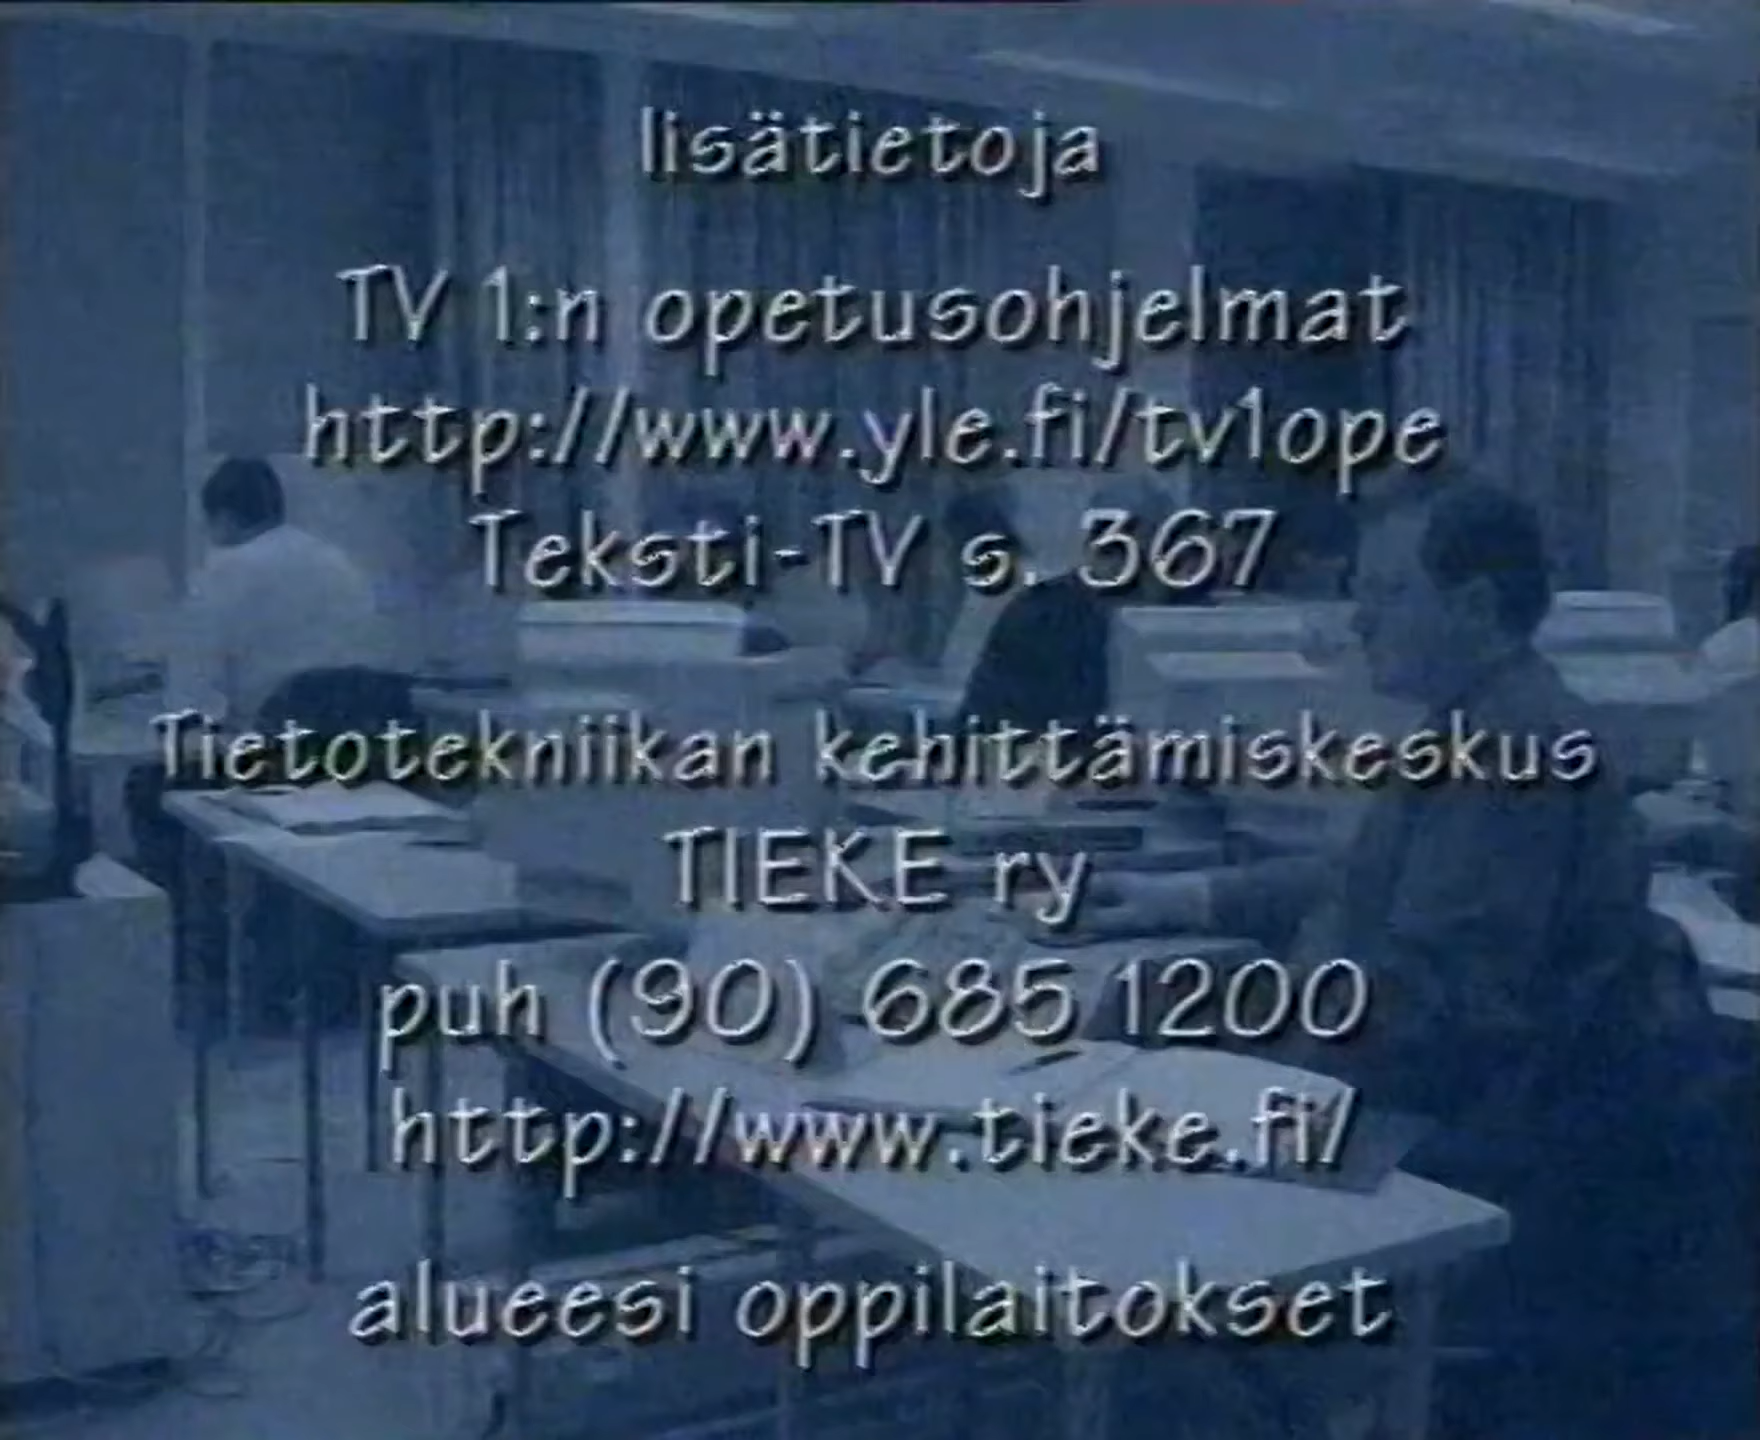 lisätietoja
TV 1:n opetusohjelmat
http://www.yle.fi/tv1ope
Teksti-TV s. 367
Tietotekniikan kehittämiskeskus
TIEKE ry
puh (90) 685 1200
http://www.tieke.fi/
alueesi oppilaitokset